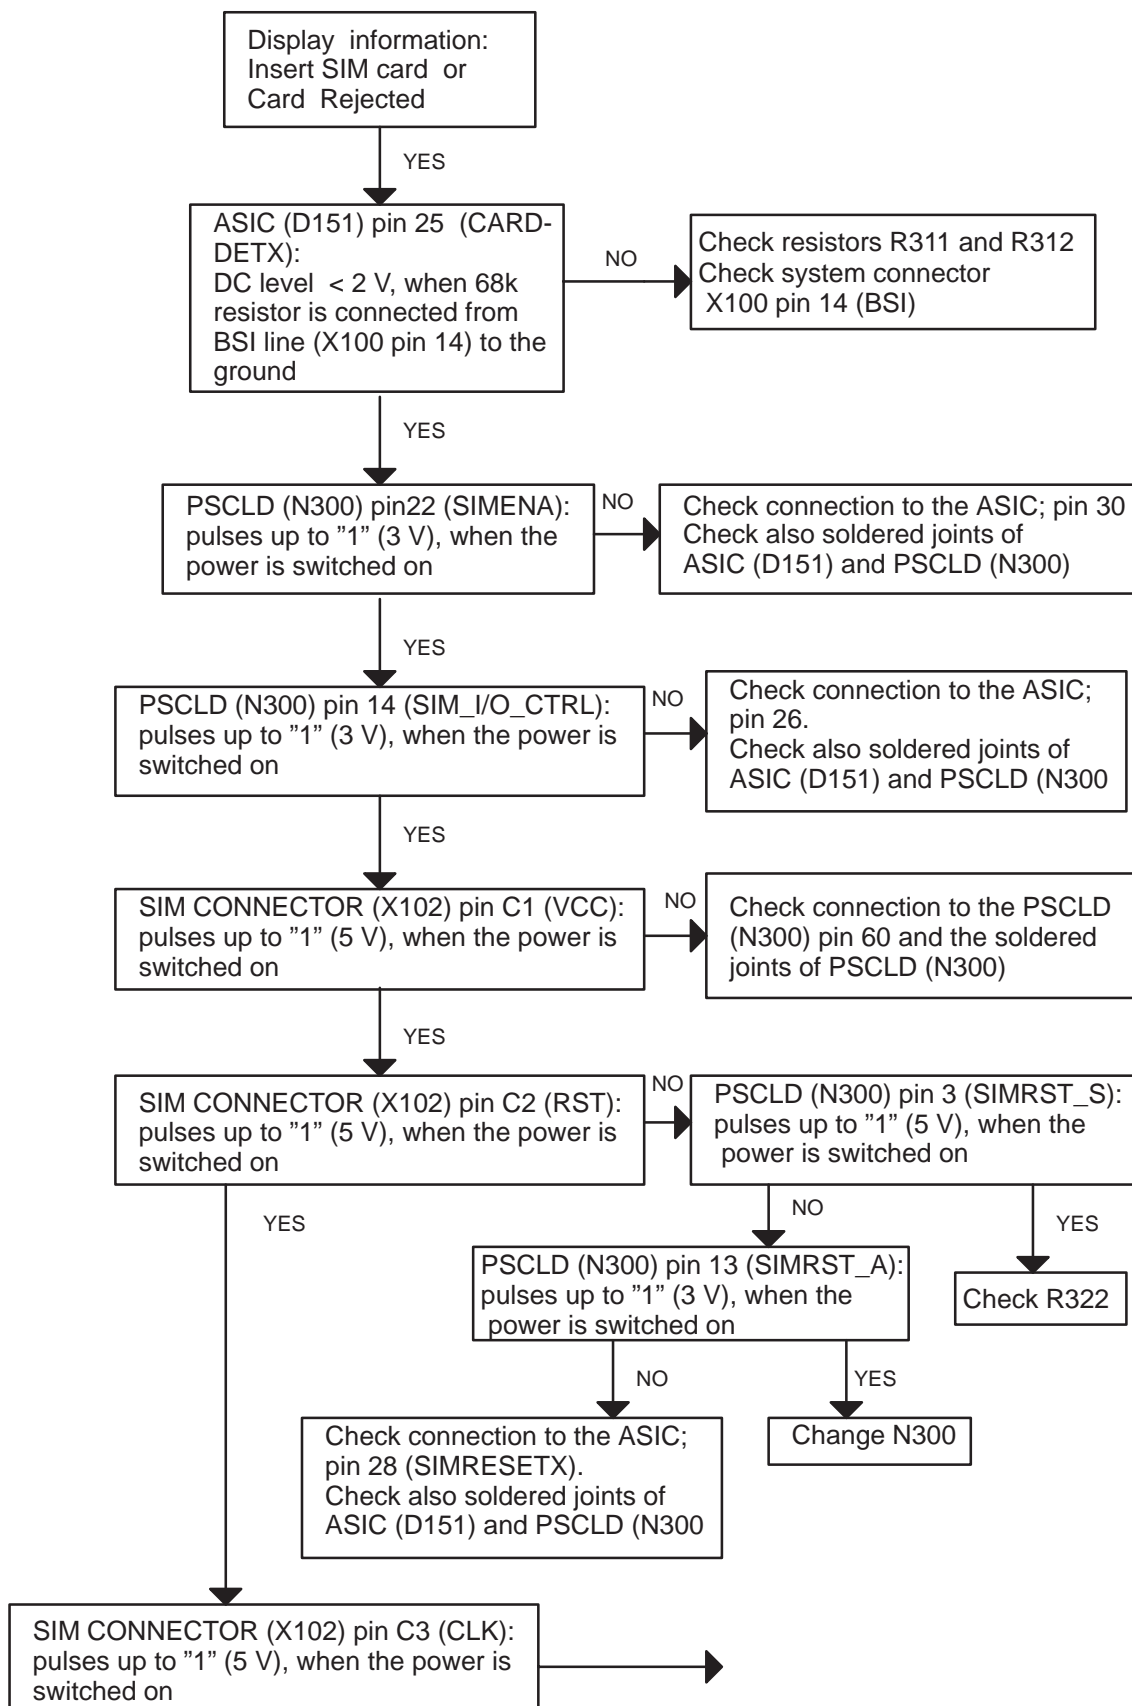 Display information:
Insert SIM card or
Card Rejected
YES
ASIC (D151) pin 25 (CARD-
DETX):
DC level < 2 V, when 68k
resistor is connected from
BSI line (X100 pin 14) to the
ground
NO
Check resistors R311 and R312
Check system connector
X100 pin 14 (BSI)
YES
PSCLD (N300) pin22 (SIMENA):
pulses up to ”1” (3 V), when the
power is switched on
NO
Check connection to the ASIC; pin 30
Check also soldered joints of
ASIC (D151) and PSCLD (N300)
YES
PSCLD (N300) pin 14 (SIM_I/O_CTRL):
pulses up to ”1” (3 V), when the power is
switched on
NO
Check connection to the ASIC;
pin 26.
Check also soldered joints of
ASIC (D151) and PSCLD (N300
YES
SIM CONNECTOR (X102) pin C1 (VCC):
pulses up to ”1” (5 V), when the power is
switched on
NO
Check connection to the PSCLD
(N300) pin 60 and the soldered
joints of PSCLD (N300)
YES
SIM CONNECTOR (X102) pin C2 (RST):
pulses up to ”1” (5 V), when the power is
switched on
NO
PSCLD (N300) pin 3 (SIMRST_S):
pulses up to ”1” (5 V), when the
power is switched on
YES
NO
YES
PSCLD (N300) pin 13 (SIMRST_A):
pulses up to ”1” (3 V), when the
power is switched on
Check R322
NO
YES
Check connection to the ASIC;
pin 28 (SIMRESETX).
Check also soldered joints of
ASIC (D151) and PSCLD (N300
Change N300
SIM CONNECTOR (X102) pin C3 (CLK):
pulses up to ”1” (5 V), when the power is
switched on